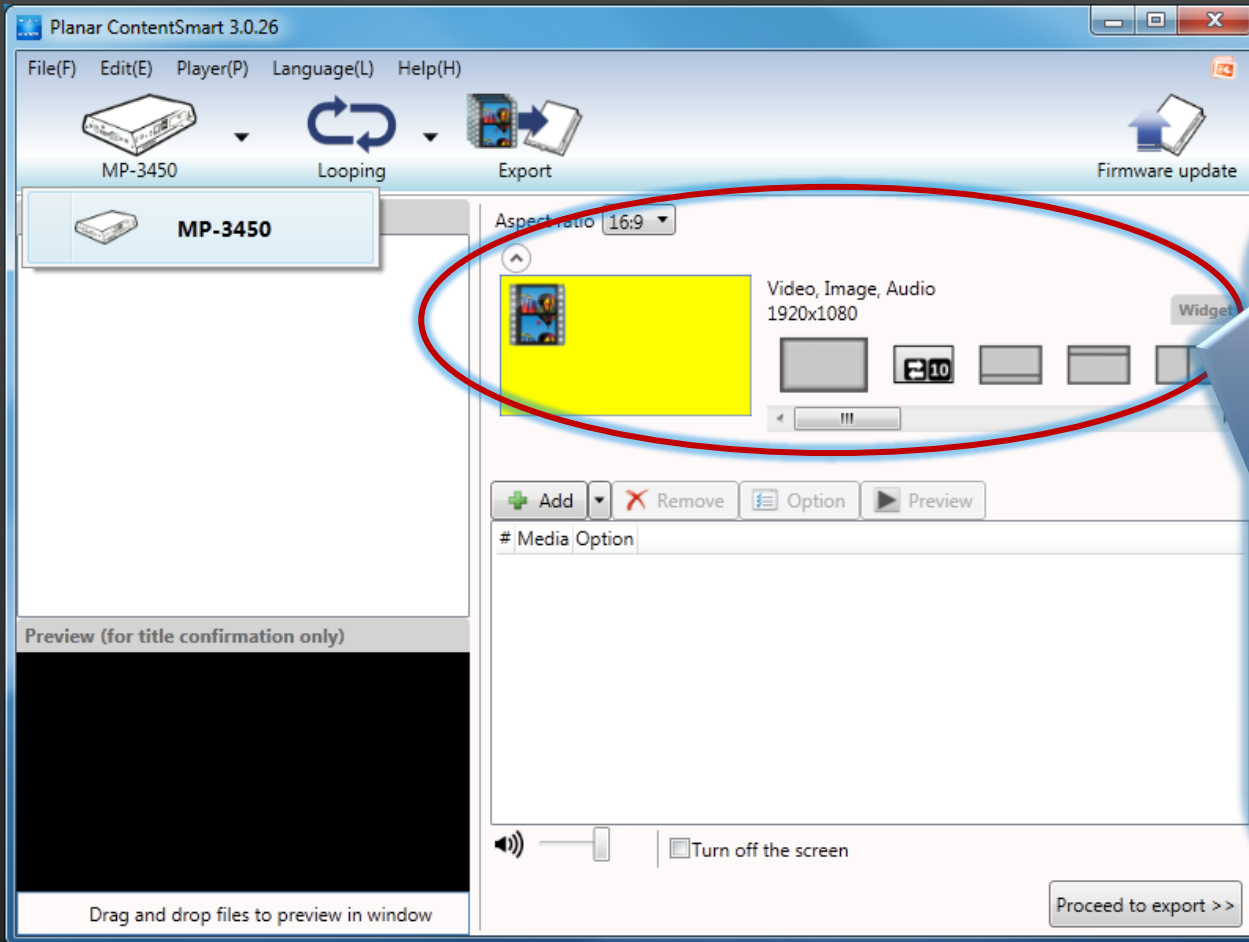 Planar ContentSmart 3.0.26
File(F) Edit(E) Player(P) Language(L) Help(H)
MP-3450 Looping Export Firmware update
MP-3450
Aspect ratio 16:9
Video, Image, Audio
1920x1080
Widget
10
Add Remove Option Preview
# Media Option
Preview (for title confirmation only)
Turn off the screen
Drag and drop files to preview in window
Proceed to export >>